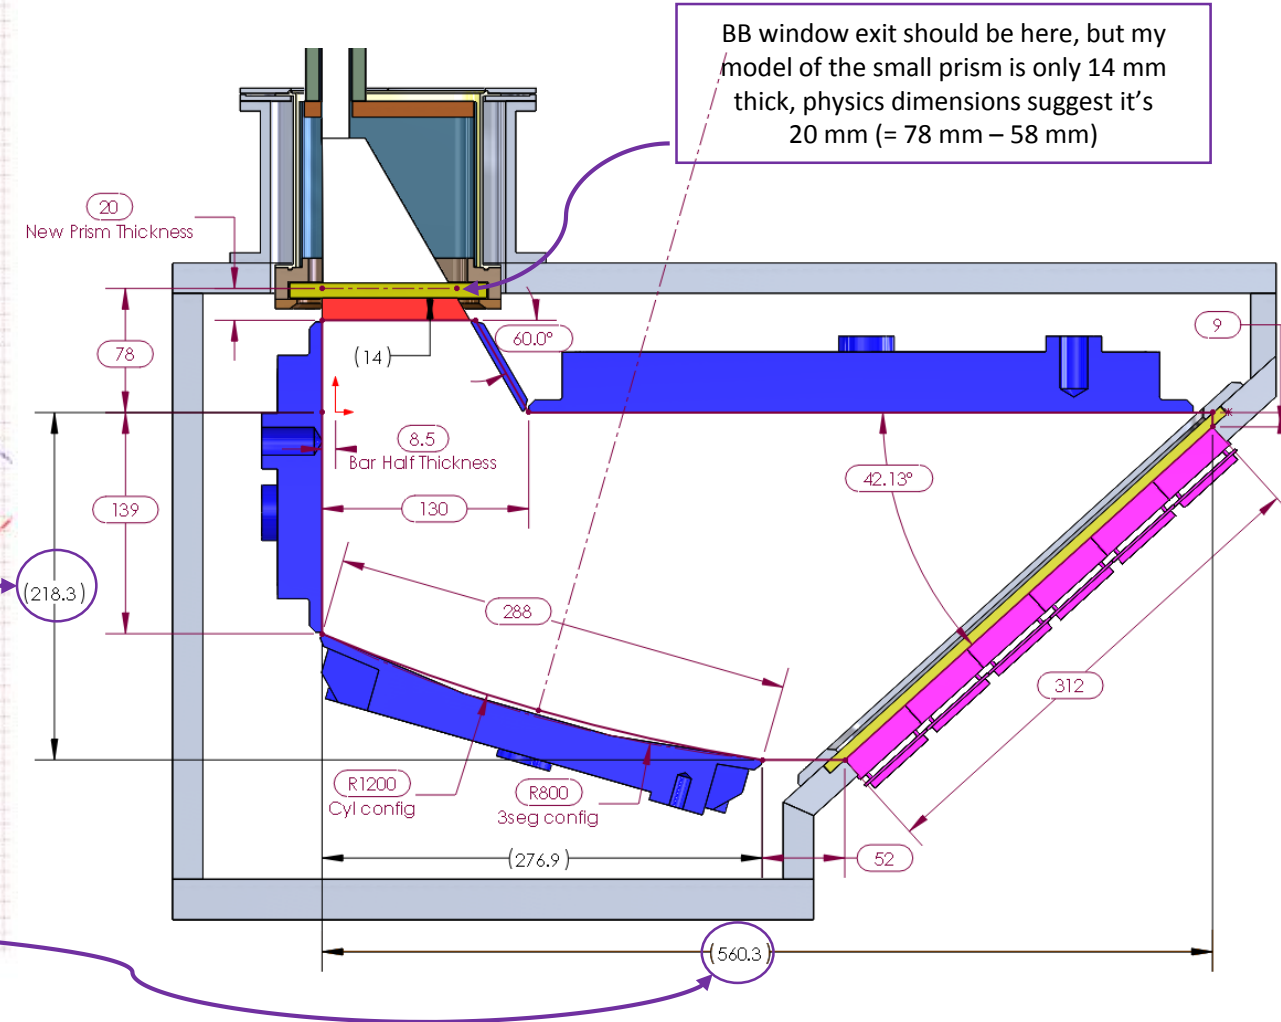 BB window exit should be here, but my
model of the small prism is only 14 mm
thick, physics dimensions suggest it’s
20 mm (= 78 mm – 58 mm)
20
New Prism Thickness
60.0°
9
78
(14)
8.5
Bar Half Thickness
42.13°
139
130
(218.3)
288
312
R1200
Cyl config
R800
3seg config
(276.9)
52
(560.3)